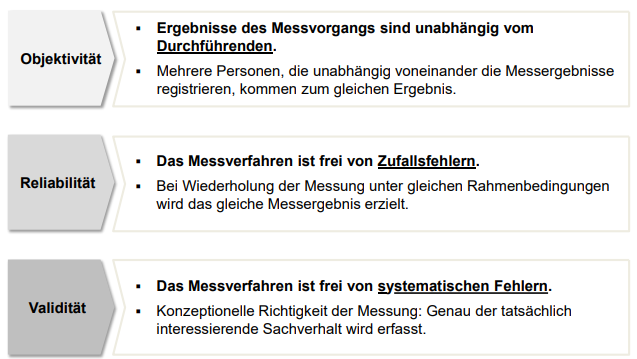 Objektivität
▪ Ergebnisse des Messvorgangs sind unabhängig vom
Durchführenden.
▪ Mehrere Personen, die unabhängig voneinander die Messergebnisse
registrieren, kommen zum gleichen Ergebnis.
Reliabilität
▪ Das Messverfahren ist frei von Zufallsfehlern.
▪ Bei Wiederholung der Messung unter gleichen Rahmenbedingungen
wird das gleiche Messergebnis erzielt.
Validität
▪ Das Messverfahren ist frei von systematischen Fehlern.
▪ Konzeptionelle Richtigkeit der Messung: Genau der tatsächlich
interessierende Sachverhalt wird erfasst.